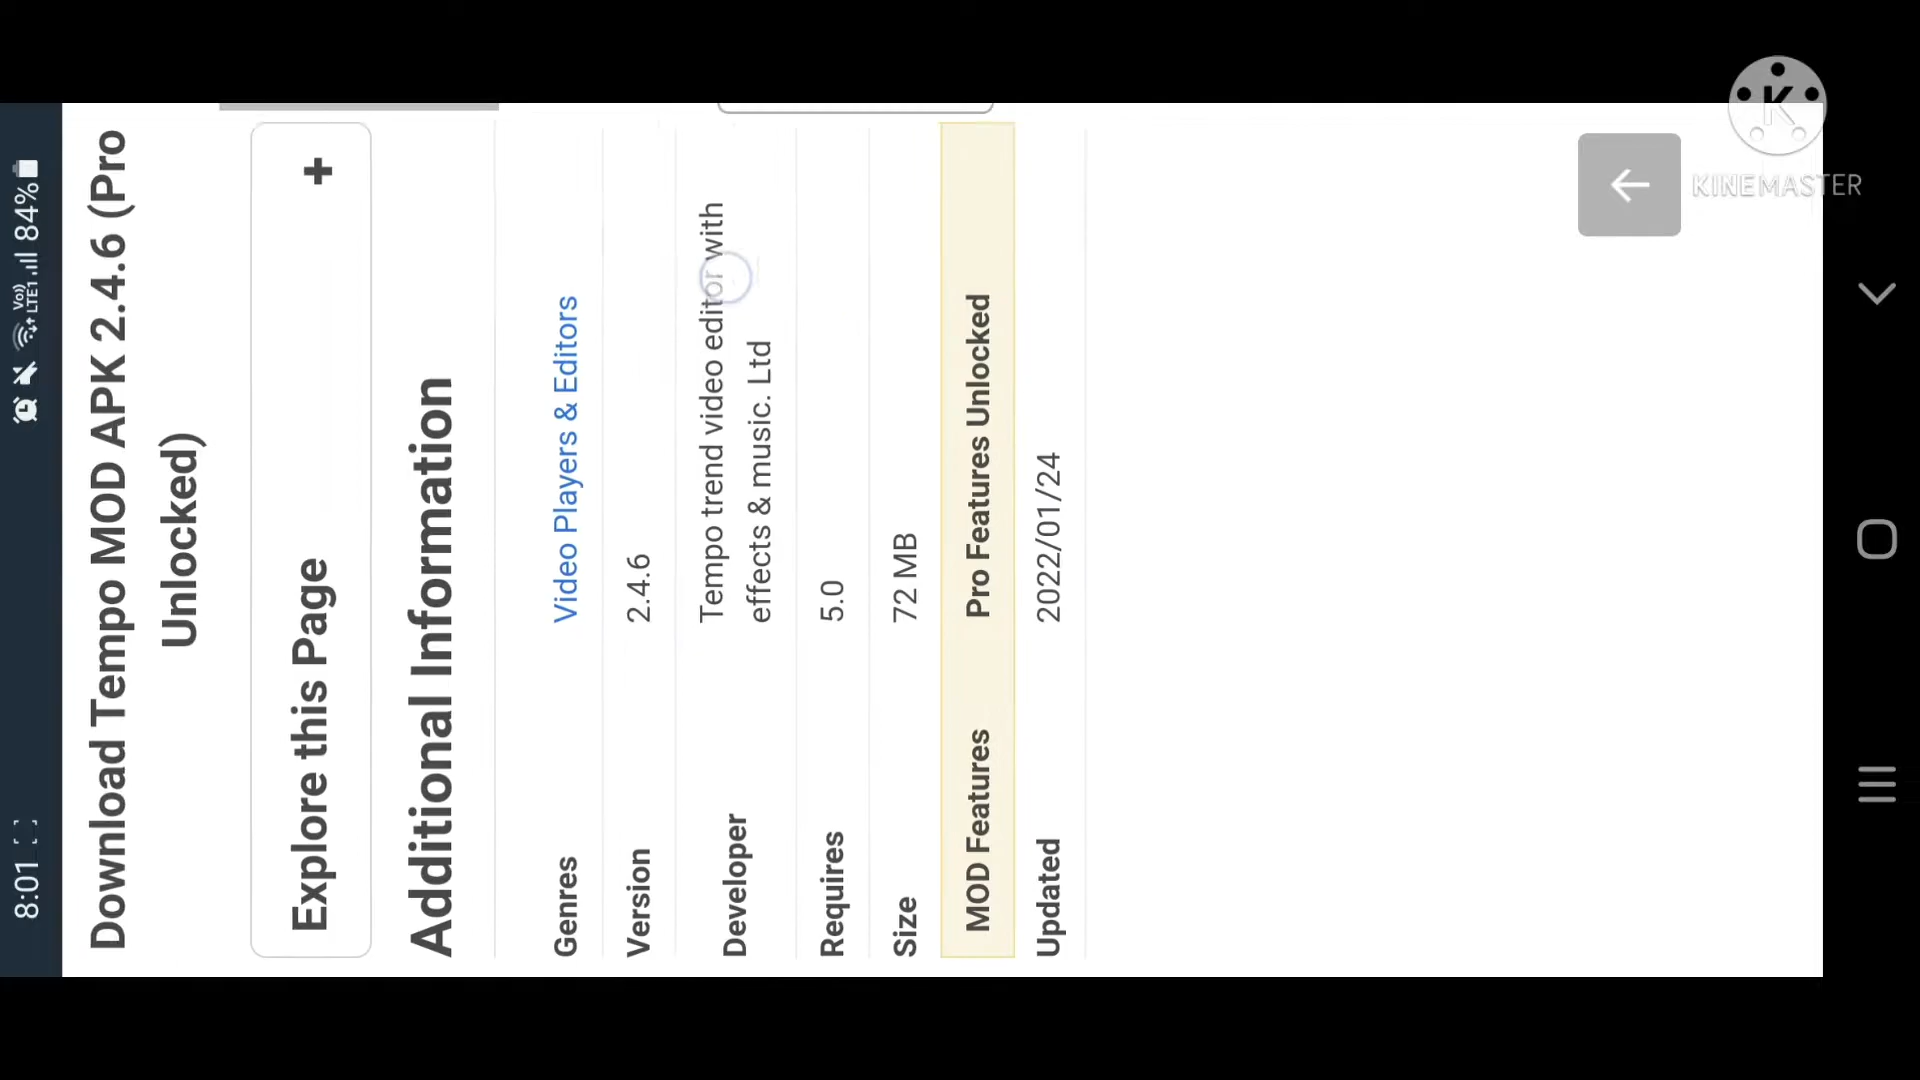 8:01
LTE1
84%
Download Tempo MOD APK 2.4.6 (Pro
Unlocked)
Explore this Page +
Additional Information
Genres Video Players & Editors
Version 2.4.6
Developer Tempo trend video editor with
effects & music. Ltd
Requires 5.0
Size 72 MB
MOD Features Pro Features Unlocked
Updated 2022/01/24
K
KINEMASTER